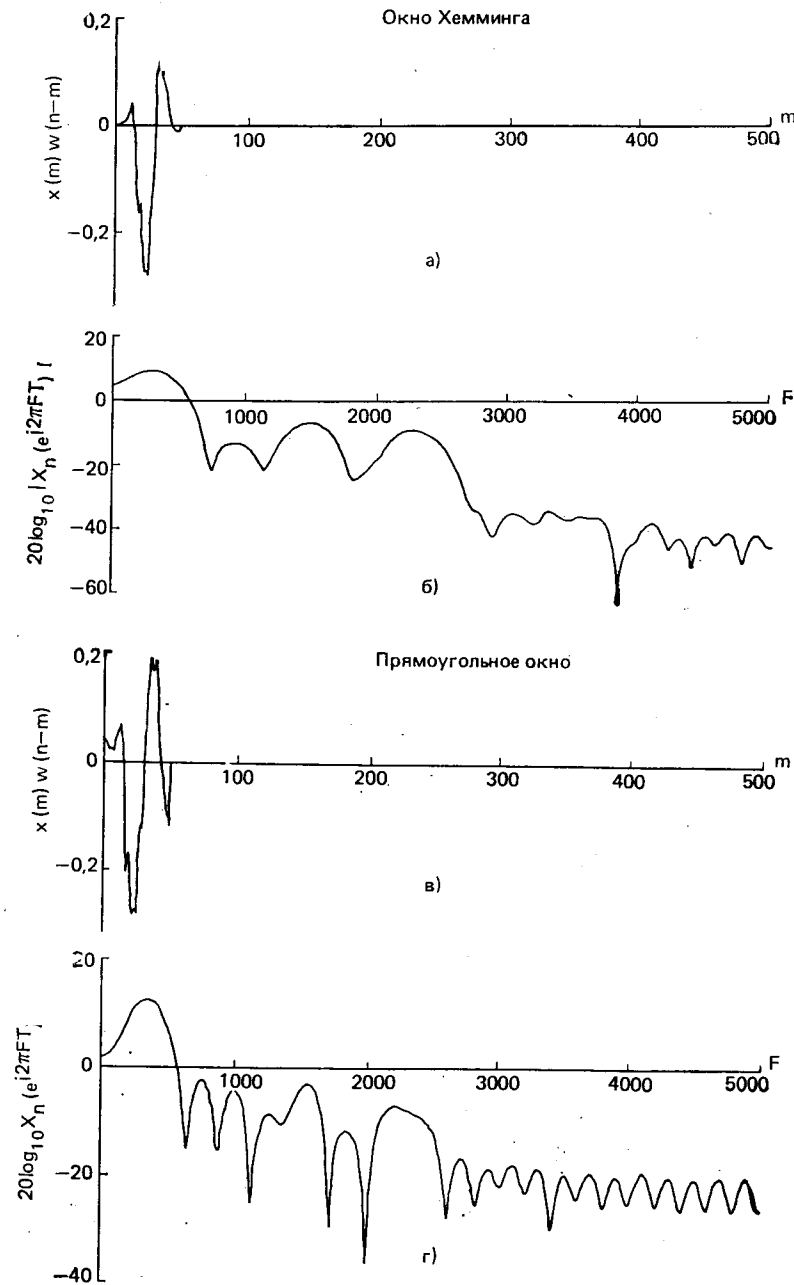 Окно Хемминга
0,2
0
−0,2
x (m) w (n−m)
100 200 300 400 500
m
а)
20
0
−20
−40
−60
20log10 | Xn (ei2πFT) I
1000 2000 3000 4000 5000
F
б)
Прямоугольное окно
0,2
0
−0,2
x (m) w (n−m)
100 200 300 400 500
m
в)
20
0
−20
−40
20log10 Xn (ei2πFT
1000 2000 3000 4000 5000
F
г)